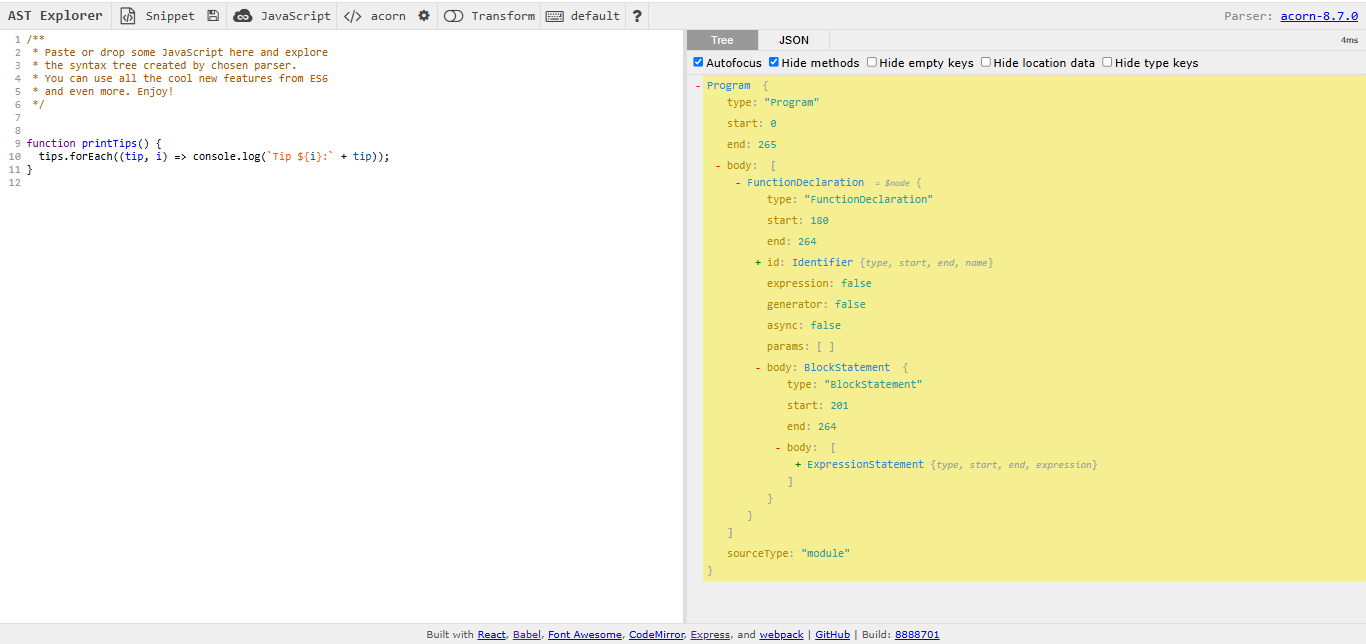 AST Explorer Snippet JavaScript </> acorn Transform default ? Parser: acorn-8.7.0
1 /**
2  * Paste or drop some JavaScript here and explore
3  * the syntax tree created by chosen parser.
4  * You can use all the cool new features from ES6
5  * and even more. Enjoy!
6  */
7
8
9 function printTips() {
10   tips.forEach((tip, i) => console.log(`Tip ${i}:` + tip));
11 }
12
Tree JSON 4ms
Autofocus Hide methods Hide empty keys Hide location data Hide type keys
- Program {
type: "Program"
start: 0
end: 265
- body: [
- FunctionDeclaration = $node {
type: "FunctionDeclaration"
start: 180
end: 264
+ id: Identifier {type, start, end, name}
expression: false
generator: false
async: false
params: [ ]
- body: BlockStatement {
type: "BlockStatement"
start: 201
end: 264
- body: [
+ ExpressionStatement {type, start, end, expression}
]
}
}
]
sourceType: "module"
}
Built with React, Babel, Font Awesome, CodeMirror, Express, and webpack | GitHub | Build: 8888701